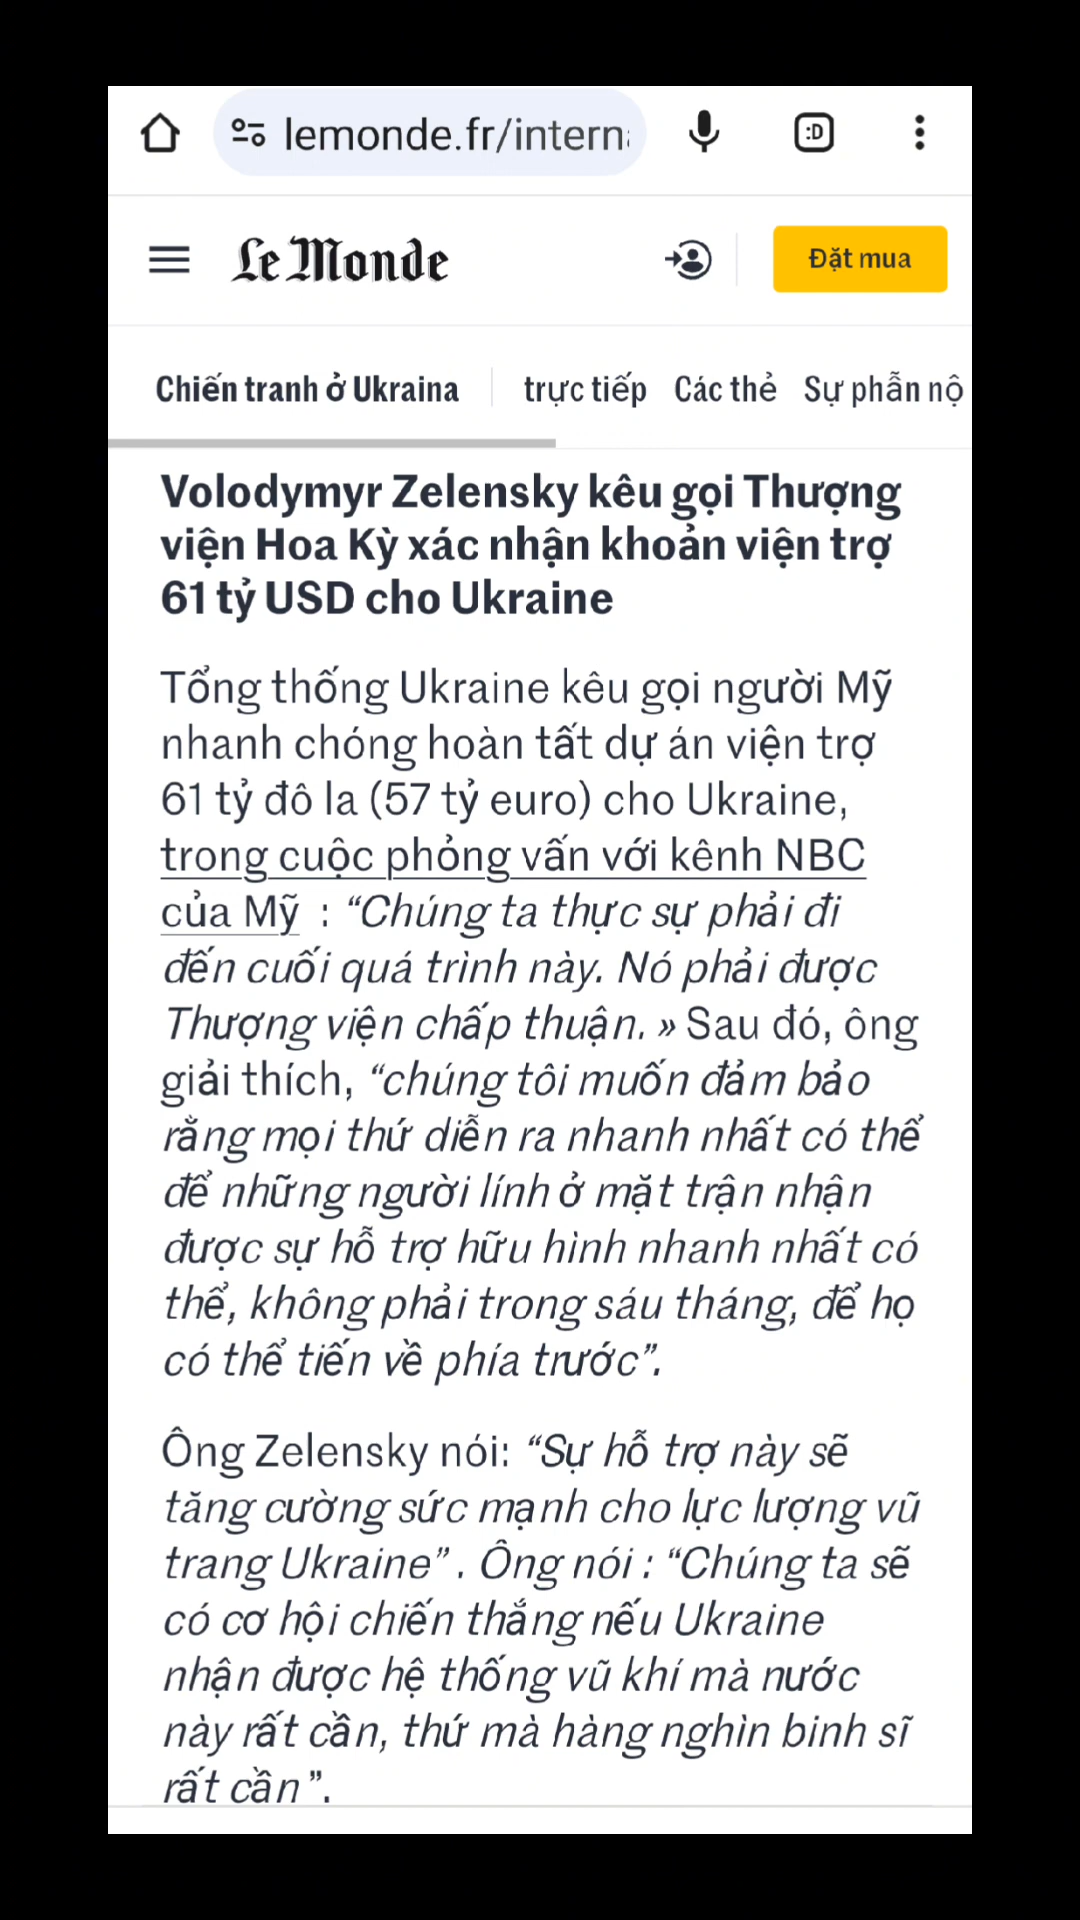 lemonde.fr/interna
:D
Le Monde
Đặt mua
Chiến tranh ở Ukraina
trực tiếp Các thẻ Sự phẫn nộ
Volodymyr Zelensky kêu gọi Thượng
viện Hoa Kỳ xác nhận khoản viện trợ
61 tỷ USD cho Ukraine
Tổng thống Ukraine kêu gọi người Mỹ
nhanh chóng hoàn tất dự án viện trợ
61 tỷ đô la (57 tỷ euro) cho Ukraine,
trong cuộc phỏng vấn với kênh NBC
của Mỹ : “Chúng ta thực sự phải đi
đến cuối quá trình này. Nó phải được
Thượng viện chấp thuận. » Sau đó, ông
giải thích, “chúng tôi muốn đảm bảo
rằng mọi thứ diễn ra nhanh nhất có thể
để những người lính ở mặt trận nhận
được sự hỗ trợ hữu hình nhanh nhất có
thể, không phải trong sáu tháng, để họ
có thể tiến về phía trước”.
Ông Zelensky nói: “Sự hỗ trợ này sẽ
tăng cường sức mạnh cho lực lượng vũ
trang Ukraine” . Ông nói : “Chúng ta sẽ
có cơ hội chiến thắng nếu Ukraine
nhận được hệ thống vũ khí mà nước
này rất cần, thứ mà hàng nghìn binh sĩ
rất cần ”.